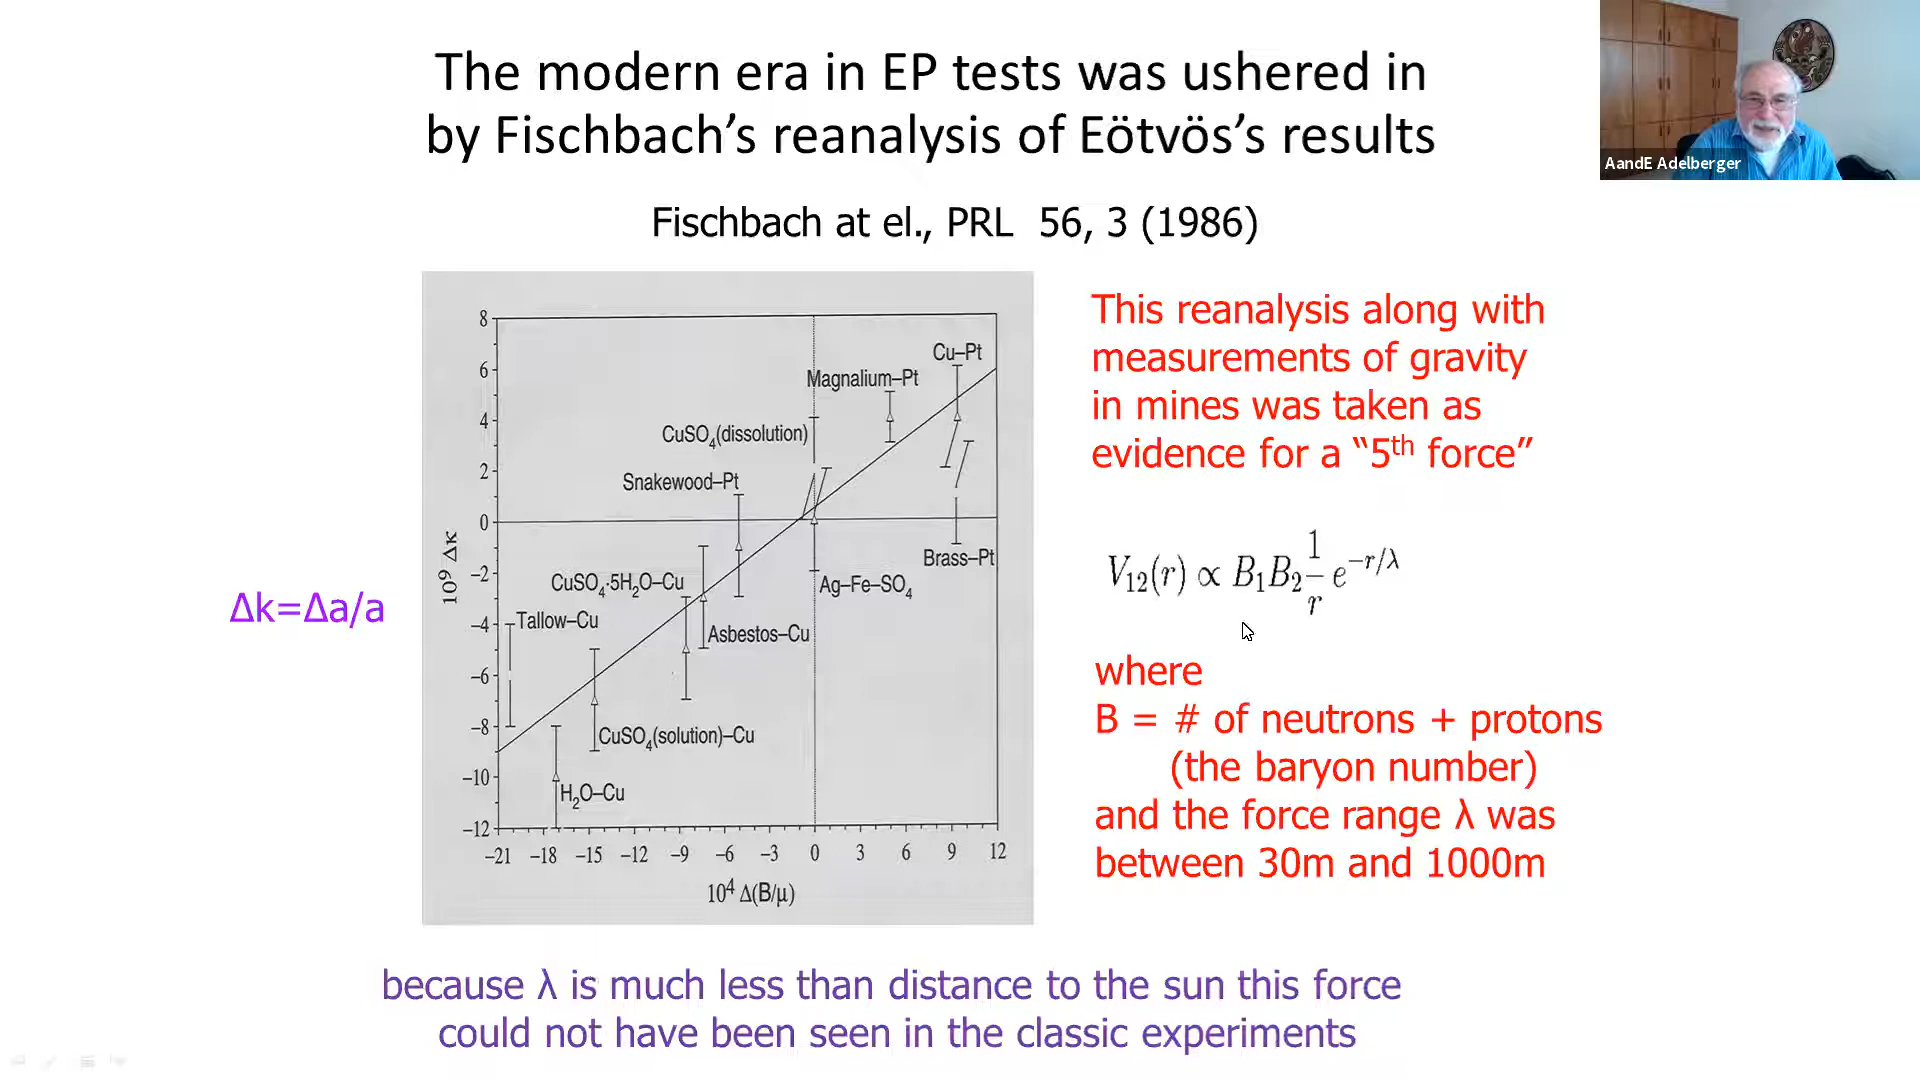 The modern era in EP tests was ushered in
by Fischbach’s reanalysis of Eötvös’s results
AandE Adelberger
Fischbach at el., PRL 56, 3 (1986)
8
6
4
2
0
−2
−4
−6
−8
−10
−12
10⁹ Δκ
Cu–Pt
Magnalium–Pt
CuSO₄(dissolution)
Snakewood–Pt
Brass–Pt
CuSO₄·5H₂O–Cu
Ag–Fe–SO₄
Tallow–Cu
Asbestos–Cu
CuSO₄(solution)–Cu
H₂O–Cu
−21 −18 −15 −12 −9 −6 −3 0 3 6 9 12
10⁴ Δ(B/μ)
Δk=Δa/a
This reanalysis along with
measurements of gravity
in mines was taken as
evidence for a “5th force”
V₁₂(r) ∝ B₁B₂ 1/r e^(−r/λ)
where
B = # of neutrons + protons
(the baryon number)
and the force range λ was
between 30m and 1000m
because λ is much less than distance to the sun this force
could not have been seen in the classic experiments